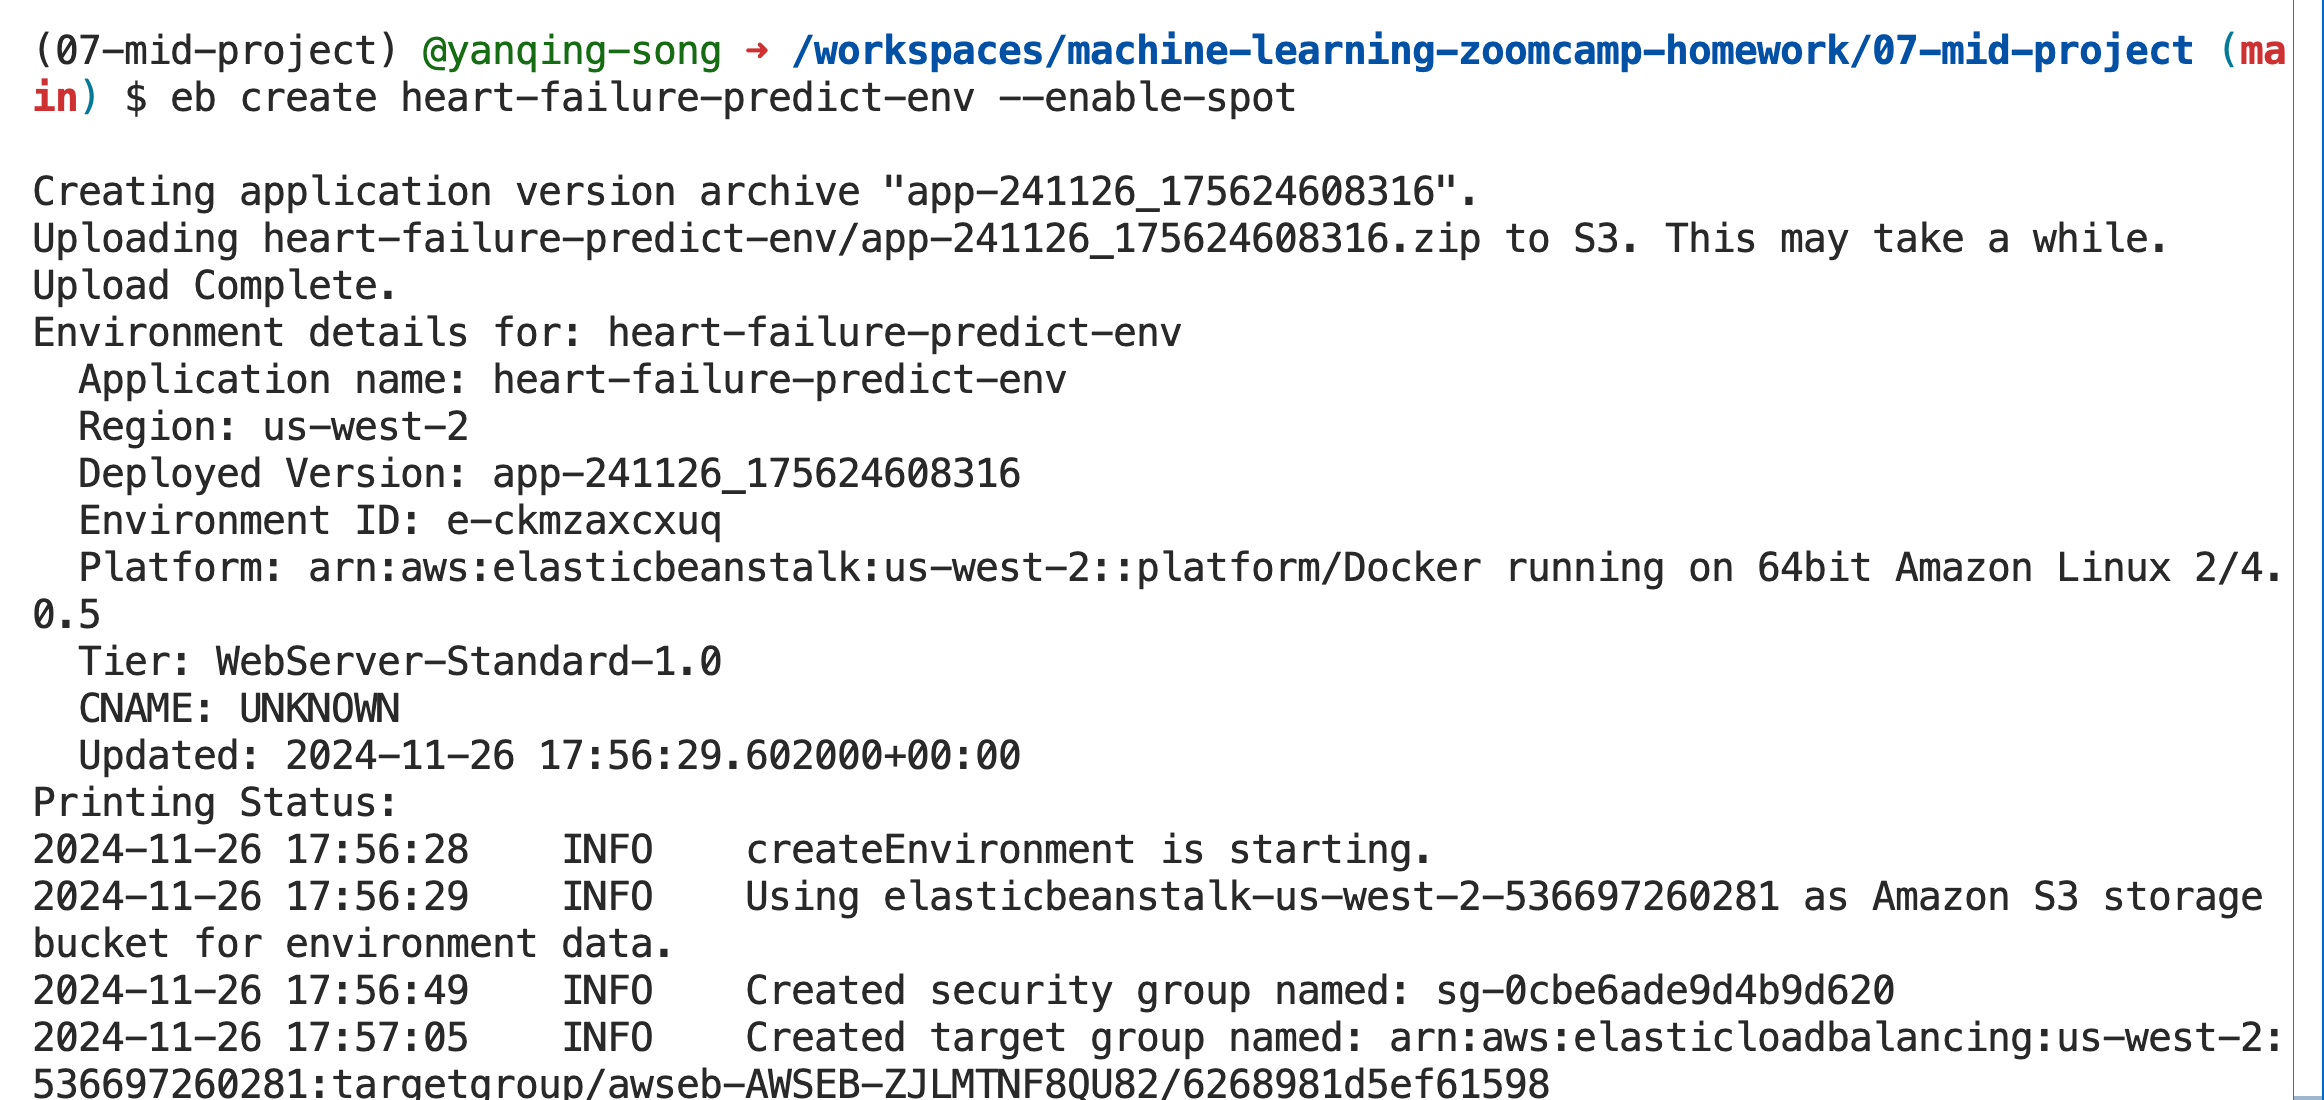 (07-mid-project) @yanqing-song ➜ /workspaces/machine-learning-zoomcamp-homework/07-mid-project (ma
in) $ eb create heart-failure-predict-env --enable-spot
Creating application version archive "app-241126_175624608316".
Uploading heart-failure-predict-env/app-241126_175624608316.zip to S3. This may take a while.
Upload Complete.
Environment details for: heart-failure-predict-env
  Application name: heart-failure-predict-env
  Region: us-west-2
  Deployed Version: app-241126_175624608316
  Environment ID: e-ckmzaxcxuq
  Platform: arn:aws:elasticbeanstalk:us-west-2::platform/Docker running on 64bit Amazon Linux 2/4.
0.5
  Tier: WebServer-Standard-1.0
  CNAME: UNKNOWN
  Updated: 2024-11-26 17:56:29.602000+00:00
Printing Status:
2024-11-26 17:56:28    INFO    createEnvironment is starting.
2024-11-26 17:56:29    INFO    Using elasticbeanstalk-us-west-2-536697260281 as Amazon S3 storage
bucket for environment data.
2024-11-26 17:56:49    INFO    Created security group named: sg-0cbe6ade9d4b9d620
2024-11-26 17:57:05    INFO    Created target group named: arn:aws:elasticloadbalancing:us-west-2:
536697260281:targetgroup/awseb-AWSEB-ZJLMTNF8QU82/6268981d5ef61598